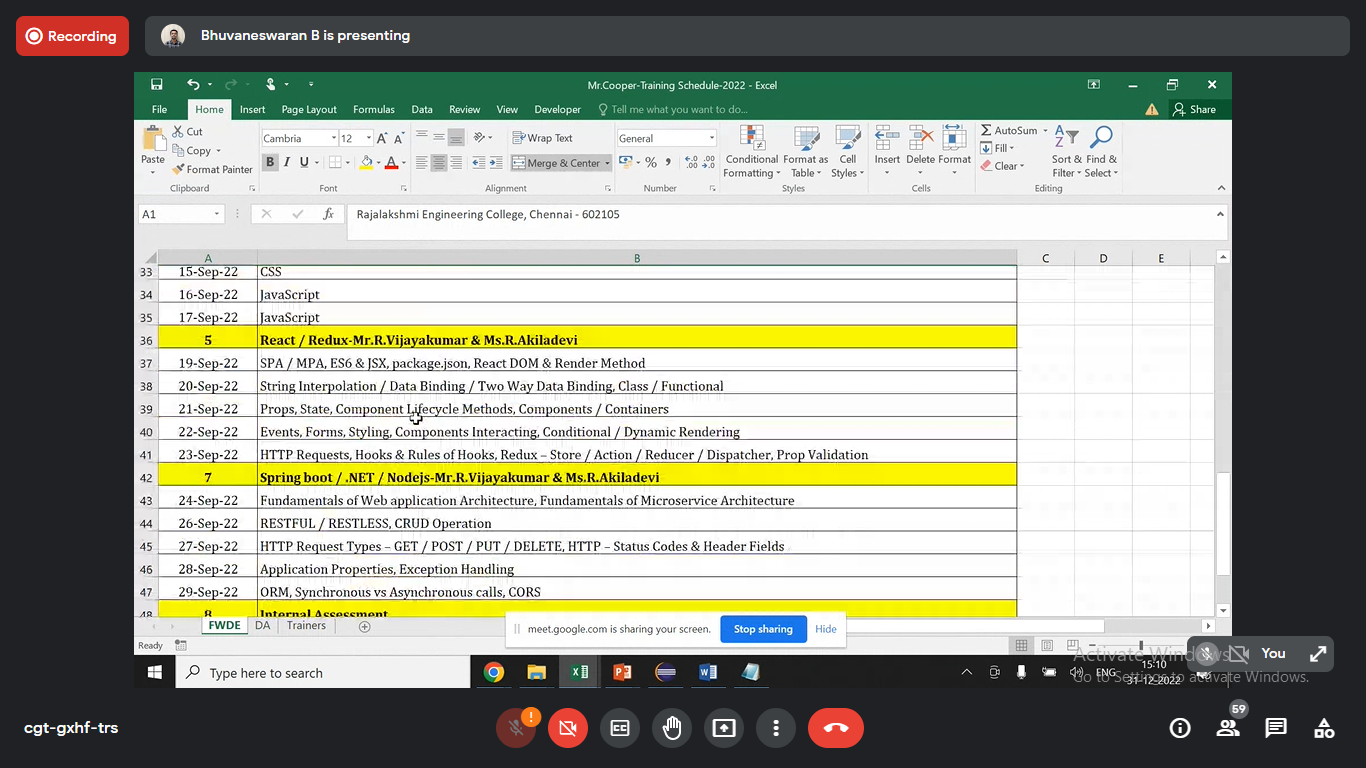 Recording
Bhuvaneswaran B is presenting
Mr.Cooper-Training Schedule-2022 - Excel
File Home Insert Page Layout Formulas Data Review View Developer Tell me what you want to do... Share
Paste Cut Copy Format Painter Clipboard
Cambria 12 A A B I U A Font
Wrap Text Merge & Center Alignment
General % , .0 .00 .00 .0 Number
Conditional Formatting Format as Table Cell Styles Styles
Insert Delete Format Cells
AutoSum Fill Clear Sort & Filter Find & Select Editing
A1 fx Rajalakshmi Engineering College, Chennai - 602105
A B C D E
33 15-Sep-22 CSS
34 16-Sep-22 JavaScript
35 17-Sep-22 JavaScript
36 5 React / Redux-Mr.R.Vijayakumar & Ms.R.Akiladevi
37 19-Sep-22 SPA / MPA, ES6 & JSX, package.json, React DOM & Render Method
38 20-Sep-22 String Interpolation / Data Binding / Two Way Data Binding, Class / Functional
39 21-Sep-22 Props, State, Component Lifecycle Methods, Components / Containers
40 22-Sep-22 Events, Forms, Styling, Components Interacting, Conditional / Dynamic Rendering
41 23-Sep-22 HTTP Requests, Hooks & Rules of Hooks, Redux – Store / Action / Reducer / Dispatcher, Prop Validation
42 7 Spring boot / .NET / Nodejs-Mr.R.Vijayakumar & Ms.R.Akiladevi
43 24-Sep-22 Fundamentals of Web application Architecture, Fundamentals of Microservice Architecture
44 26-Sep-22 RESTFUL / RESTLESS, CRUD Operation
45 27-Sep-22 HTTP Request Types – GET / POST / PUT / DELETE, HTTP – Status Codes & Header Fields
46 28-Sep-22 Application Properties, Exception Handling
47 29-Sep-22 ORM, Synchronous vs Asynchronous calls, CORS
48 8 Internal Assessment
FWDE DA Trainers
meet.google.com is sharing your screen. Stop sharing Hide
Ready
Type here to search
ENG 15:10
31-12-2022
Activate Windows
Go to Settings to activate Windows.
You
cgt-gxhf-trs
59